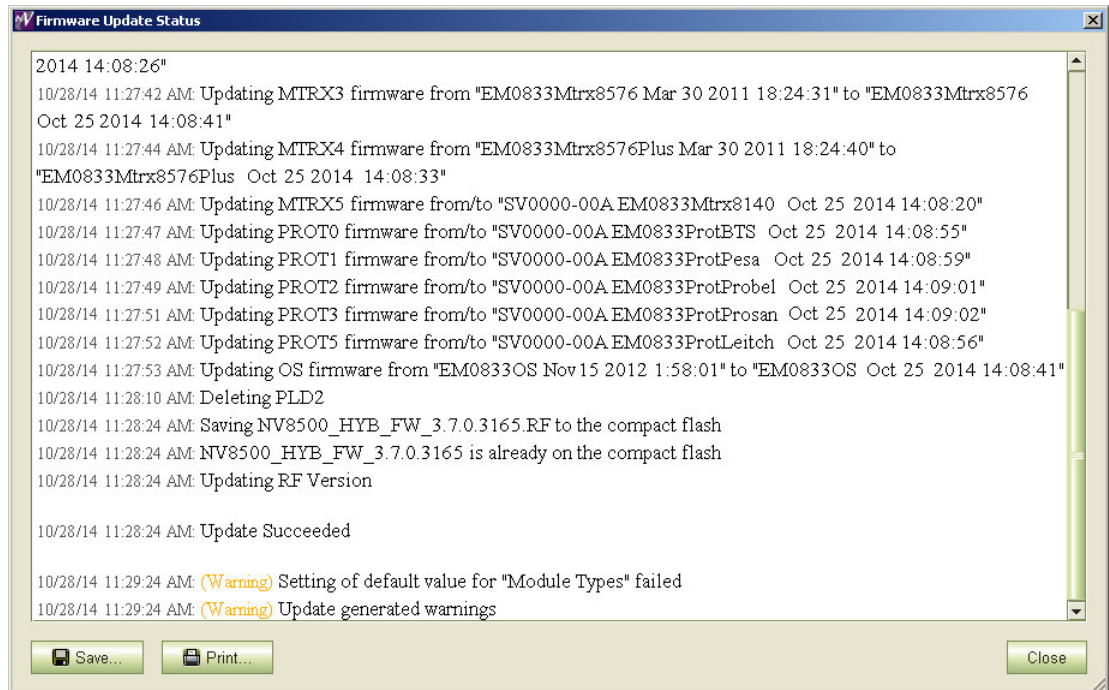 Firmware Update Status
2014 14:08:26"
10/28/14 11:27:42 AM: Updating MTRX3 firmware from "EM0833Mtrx8576 Mar 30 2011 18:24:31" to "EM0833Mtrx8576
Oct 25 2014 14:08:41"
10/28/14 11:27:44 AM: Updating MTRX4 firmware from "EM0833Mtrx8576Plus Mar 30 2011 18:24:40" to
"EM0833Mtrx8576Plus Oct 25 2014 14:08:33"
10/28/14 11:27:46 AM: Updating MTRX5 firmware from/to "SV0000-00A EM0833Mtrx8140 Oct 25 2014 14:08:20"
10/28/14 11:27:47 AM: Updating PROT0 firmware from/to "SV0000-00A EM0833ProtBTS Oct 25 2014 14:08:55"
10/28/14 11:27:48 AM: Updating PROT1 firmware from/to "SV0000-00A EM0833ProtPesa Oct 25 2014 14:08:59"
10/28/14 11:27:49 AM: Updating PROT2 firmware from/to "SV0000-00A EM0833ProtProbel Oct 25 2014 14:09:01"
10/28/14 11:27:51 AM: Updating PROT3 firmware from/to "SV0000-00A EM0833ProtProsan Oct 25 2014 14:09:02"
10/28/14 11:27:52 AM: Updating PROT5 firmware from/to "SV0000-00A EM0833ProtLeitch Oct 25 2014 14:08:56"
10/28/14 11:27:53 AM: Updating OS firmware from "EM0833OS Nov 15 2012 1:58:01" to "EM0833OS Oct 25 2014 14:08:41"
10/28/14 11:28:10 AM: Deleting PLD2
10/28/14 11:28:24 AM: Saving NV8500_HYB_FW_3.7.0.3165.RF to the compact flash
10/28/14 11:28:24 AM: NV8500_HYB_FW_3.7.0.3165 is already on the compact flash
10/28/14 11:28:24 AM: Updating RF Version
10/28/14 11:28:24 AM: Update Succeeded
10/28/14 11:29:24 AM: (Warning) Setting of default value for "Module Types" failed
10/28/14 11:29:24 AM: (Warning) Update generated warnings
Save... Print... Close